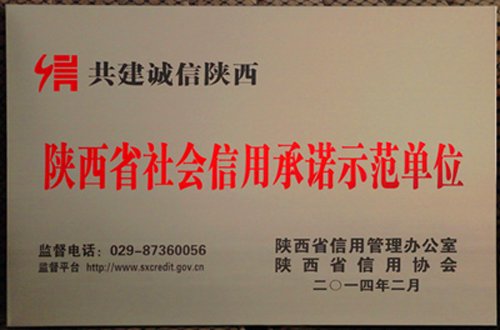 共建诚信陕西
陕西省社会信用承诺示范单位
监督电话：029-87360056
监督平台 http://www.sxcredit.gov.cn
陕西省信用管理办公室
陕西省信用协会
二〇一四年二月